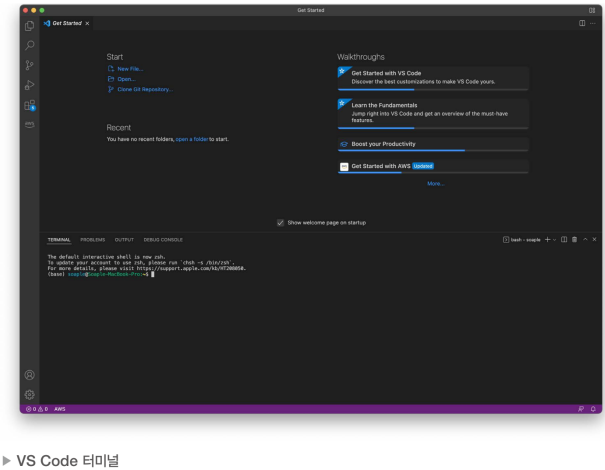 Get Started
Get Started ×
Start
New File...
Open...
Clone Git Repository...
Recent
You have no recent folders, open a folder to start.
Walkthroughs
Get Started with VS Code
Discover the best customizations to make VS Code yours.
Learn the Fundamentals
Jump right into VS Code and get an overview of the must-have
features.
Boost your Productivity
Get Started with AWS Updated
More...
Show welcome page on startup
TERMINAL PROBLEMS OUTPUT DEBUG CONSOLE
bash - soaple
The default interactive shell is now zsh.
To update your account to use zsh, please run `chsh -s /bin/zsh`.
For more details, please visit https://support.apple.com/kb/HT208050.
(base) soaple@Soaple-MacBook-Pro:~$
0 0 AWS
▶ VS Code 터미널